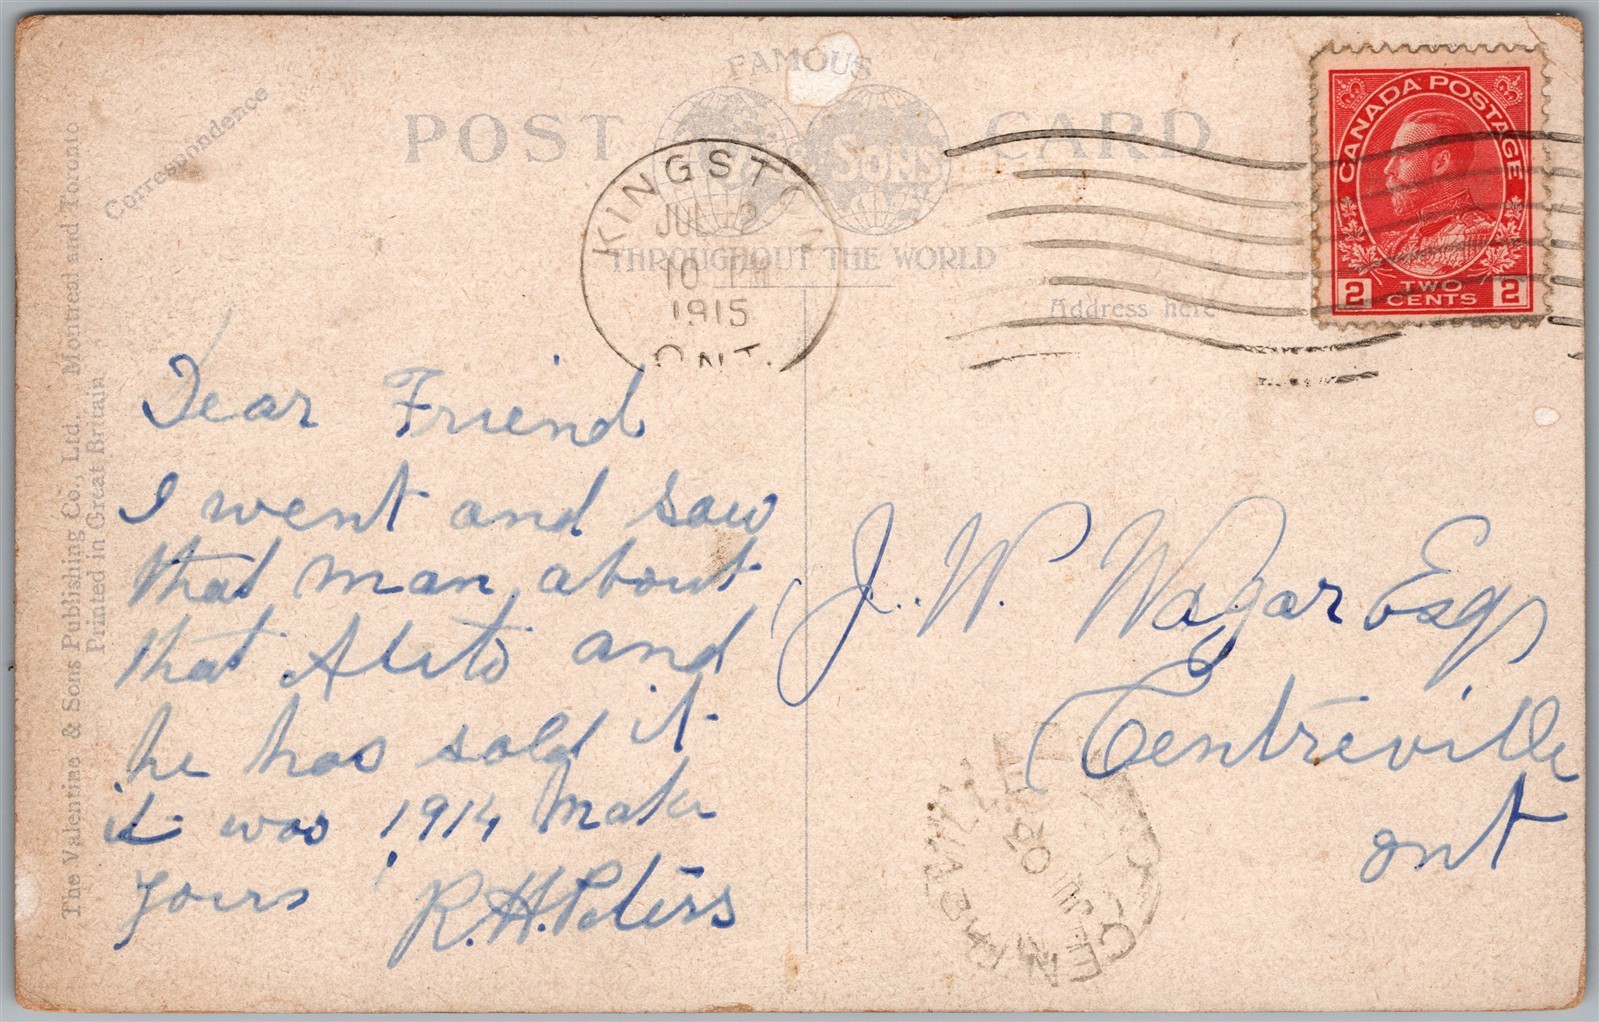 Correspondence
FAMOUS
POST CARD
SONS
THROUGHOUT THE WORLD
Address here
The Valentine & Sons Publishing Co., Ltd. Montreal and Toronto
Printed in Great Britain
KINGSTON
JUL 2
10 PM
1915
ONT.
CANADA POSTAGE
2 TWO CENTS 2
Dear Friend
I went and saw
that man about
that Auto and
he has sold it
it was 1914 Make
yours R. H. Peters
J. W. Wagar Esq
Centreville
ont